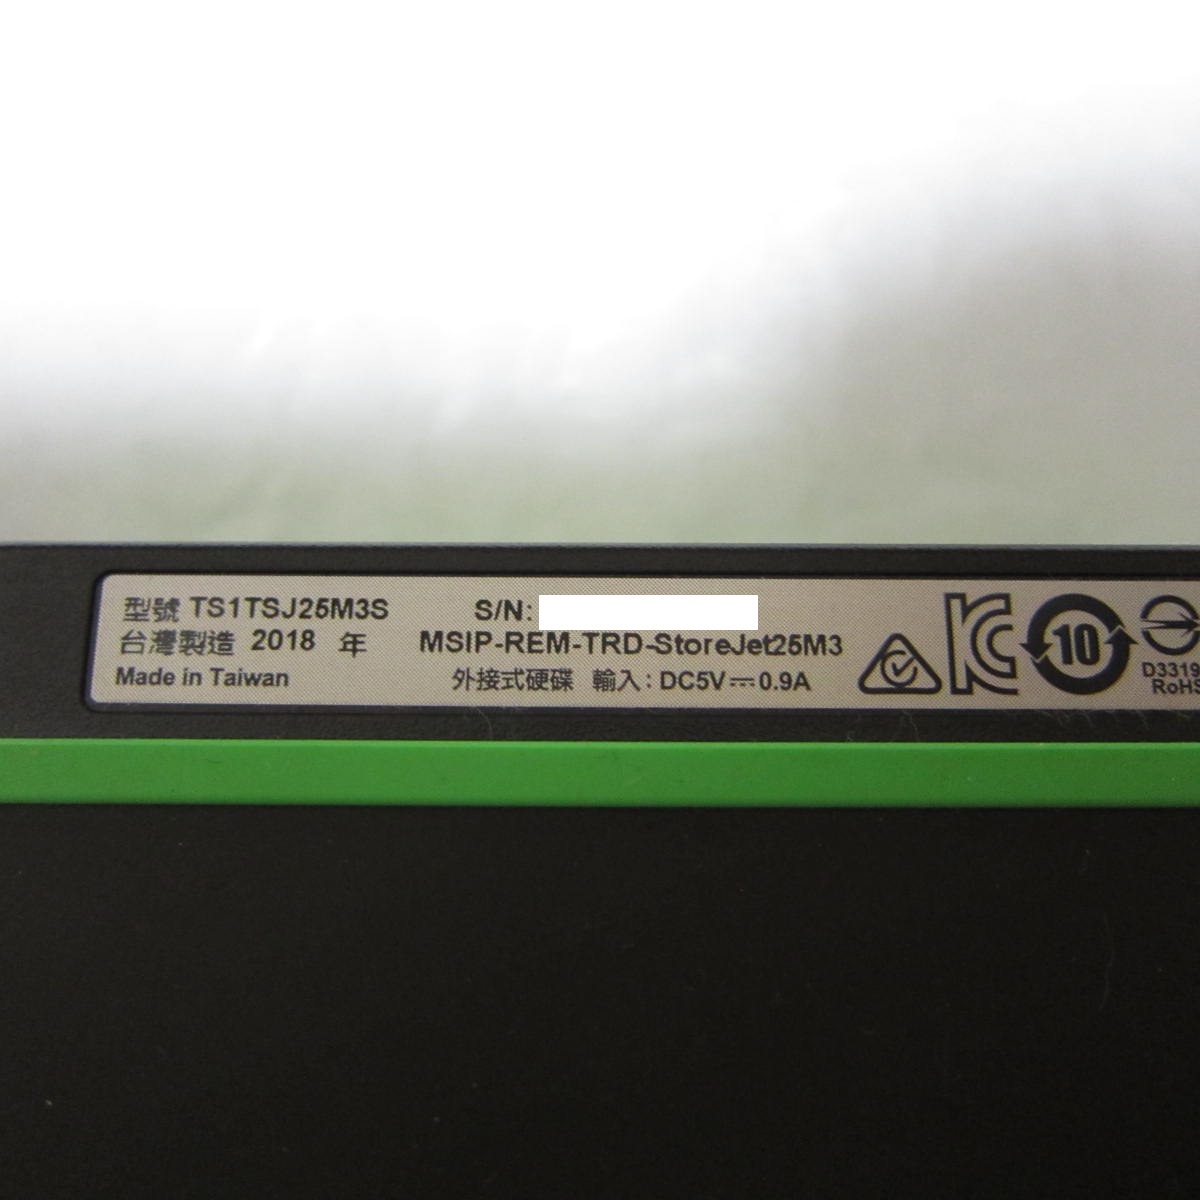 型號 TS1TSJ25M3S
台灣製造 2018 年
Made in Taiwan
S/N:
MSIP-REM-TRD-StoreJet25M3
外接式硬碟 輸入 : DC5V⎓0.9A
10
D3319
RoHS